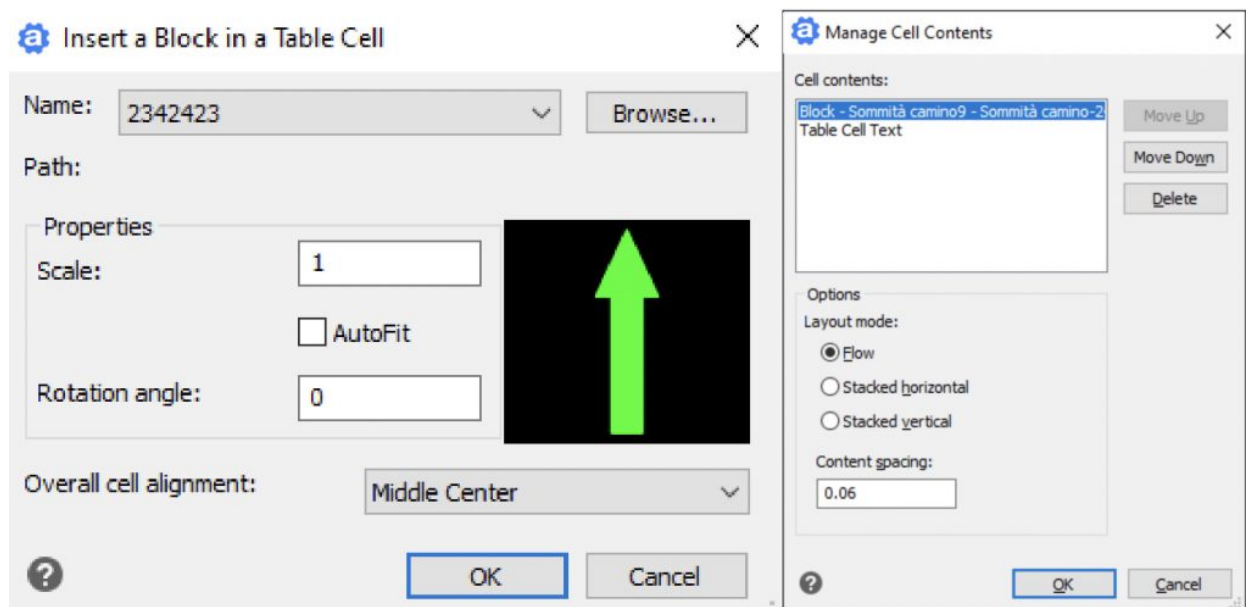 Insert a Block in a Table Cell
Name:
2342423
Browse...
Path:
Properties
Scale:
1
AutoFit
Rotation angle:
0
Overall cell alignment:
Middle Center
OK
Cancel
Manage Cell Contents
Cell contents:
Block - Sommità camino9 - Sommità camino-2
Move Up
Table Cell Text
Move Down
Delete
Options
Layout mode:
Flow
Stacked horizontal
Stacked vertical
Content spacing:
0.06
OK
Cancel